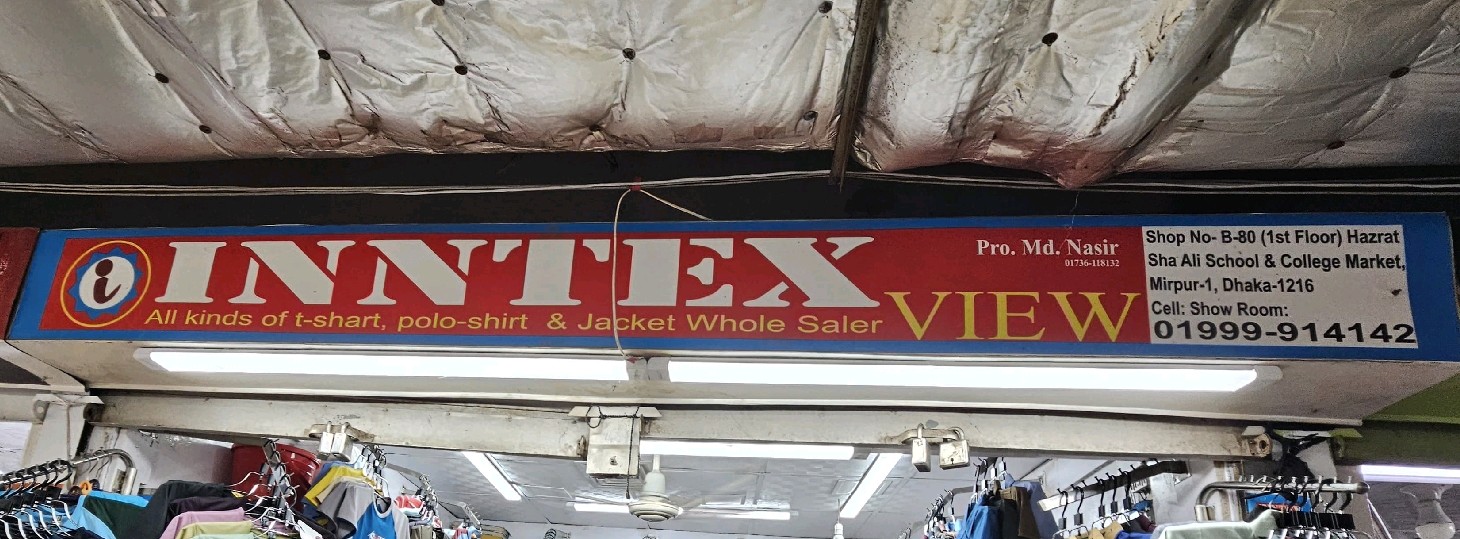 i INNTEX VIEW
All kinds of t-shart, polo-shirt & Jacket Whole Saler
Pro. Md. Nasir
01736-118132
Shop No- B-80 (1st Floor) Hazrat
Sha Ali School & College Market,
Mirpur-1, Dhaka-1216
Cell: Show Room:
01999-914142